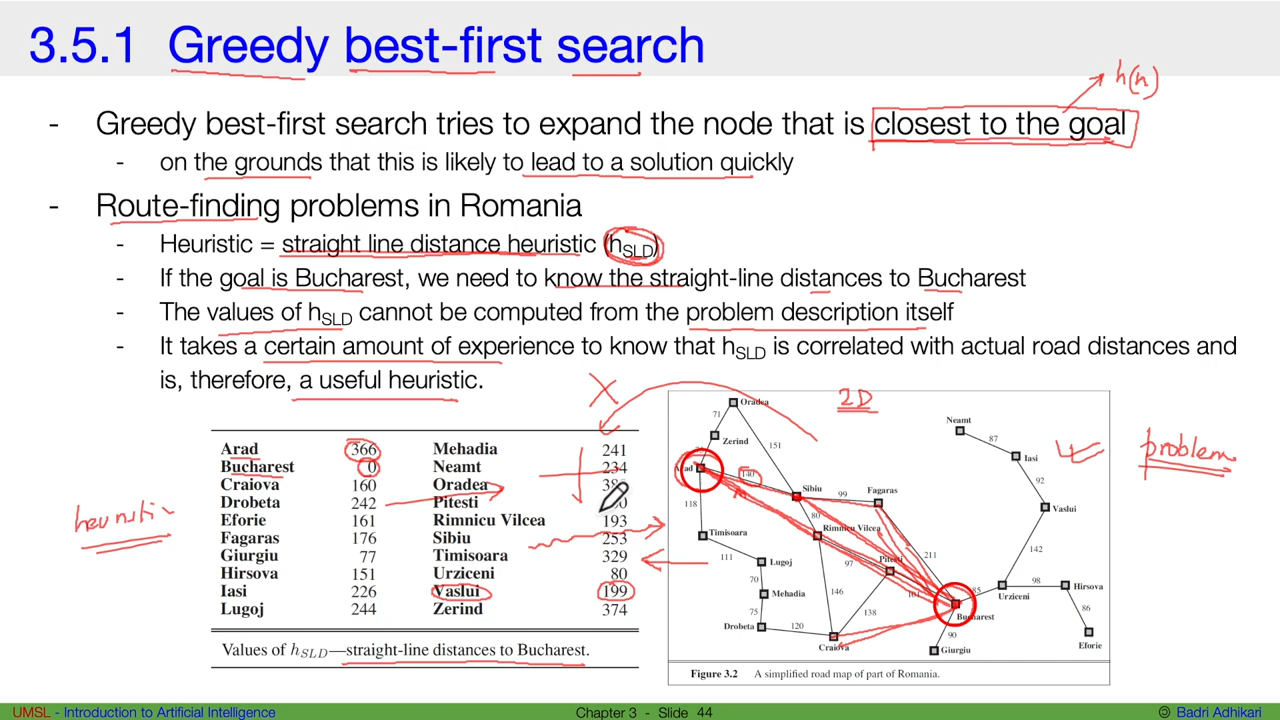 3.5.1 Greedy best-first search
h(n)
- Greedy best-first search tries to expand the node that is closest to the goal
- on the grounds that this is likely to lead to a solution quickly
- Route-finding problems in Romania
- Heuristic = straight line distance heuristic (hSLD)
- If the goal is Bucharest, we need to know the straight-line distances to Bucharest
- The values of hSLD cannot be computed from the problem description itself
- It takes a certain amount of experience to know that hSLD is correlated with actual road distances and
is, therefore, a useful heuristic.
Arad 366 Mehadia 241
Bucharest 0 Neamt 234
Craiova 160 Oradea
Drobeta 242 Pitesti
Eforie 161 Rimnicu Vilcea 193
Fagaras 176 Sibiu 253
Giurgiu 77 Timisoara 329
Hirsova 151 Urziceni 80
Iasi 226 Vaslui 199
Lugoj 244 Zerind 374
Values of hSLD—straight-line distances to Bucharest.
heuristic
X
2D
problem
Oradea
71
Neamt
Zerind
87
151
Iasi
Arad
140
92
Sibiu
99
Fagaras
118
80
Vaslui
Timisoara
Rimnicu Vilcea
142
111
Lugoj
97
Pitesti
211
70
98
Hirsova
Mehadia
146
101
85
Urziceni
75
138
86
Bucharest
Drobeta
120
90
Craiova
Giurgiu
Eforie
Figure 3.2 A simplified road map of part of Romania.
UMSL - Introduction to Artificial Intelligence
Chapter 3 - Slide 44
Badri Adhikari